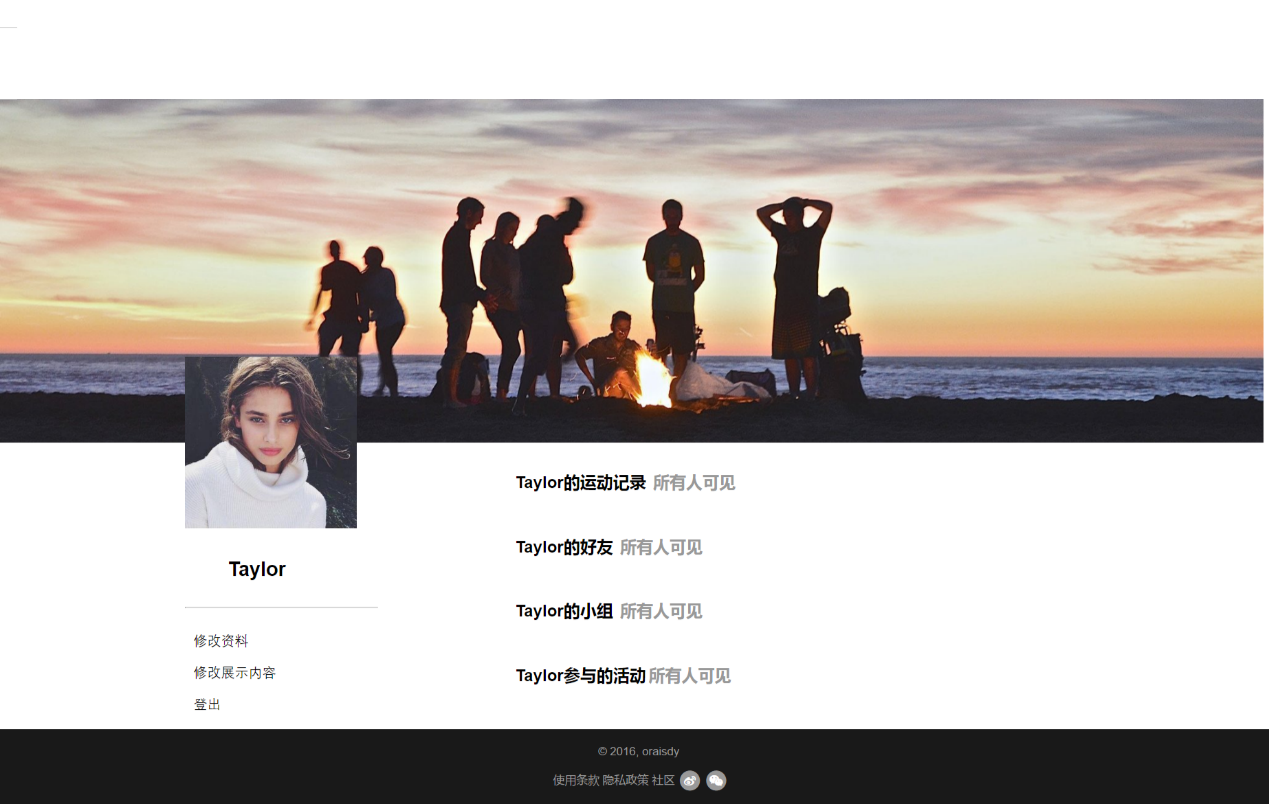 Taylor的运动记录 所有人可见
Taylor的好友 所有人可见
Taylor
Taylor的小组 所有人可见
修改资料
修改展示内容
Taylor参与的活动 所有人可见
登出
© 2016, oraisdy
使用条款 隐私政策 社区